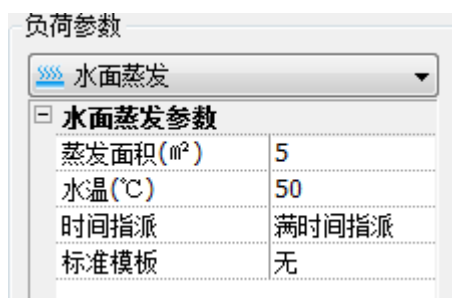 负荷参数
水面蒸发
水面蒸发参数
蒸发面积(㎡) 5
水温(℃) 50
时间指派 满时间指派
标准模板 无